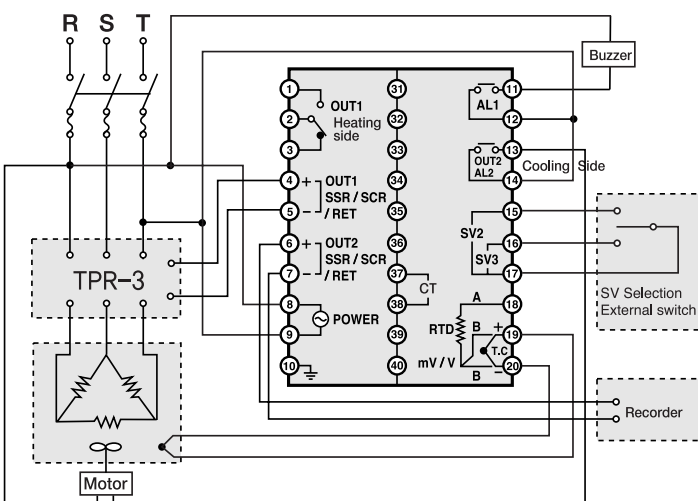 R S T
Buzzer
1
2
3
4
5
6
7
8
9
10
OUT1
Heating
side
+ OUT1
SSR / SCR
- / RET
+ OUT2
SSR / SCR
- / RET
POWER
31
32
33
34
35
36
37
38
39
40
CT
AL1
OUT2
AL2
Cooling Side
SV2
SV3
A
RTD
B +
T.C
mV / V
B -
11
12
13
14
15
16
17
18
19
20
SV Selection
External switch
Recorder
TPR-3
Motor